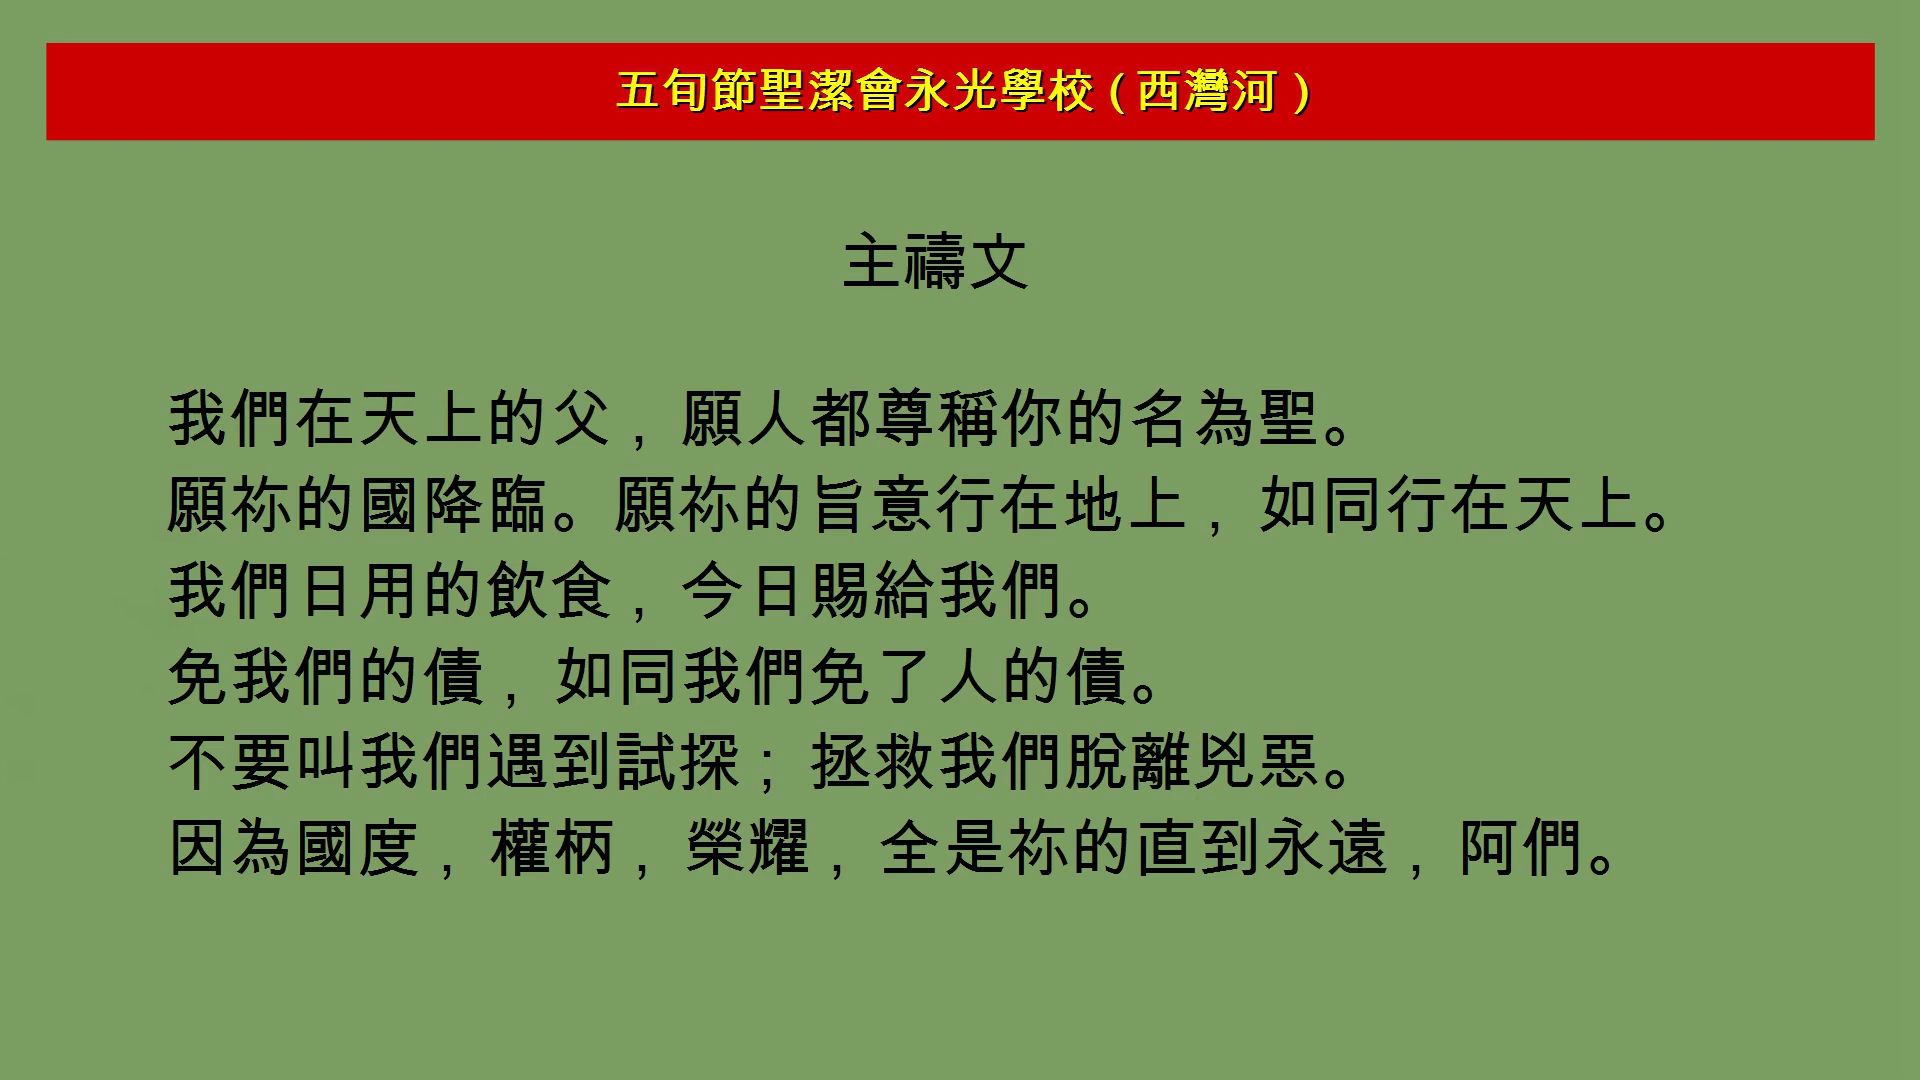 五旬節聖潔會永光學校(西灣河)
主禱文
我們在天上的父，願人都尊稱你的名為聖。
願祢的國降臨。願祢的旨意行在地上，如同行在天上。
我們日用的飲食，今日賜給我們。
免我們的債，如同我們免了人的債。
不要叫我們遇到試探；拯救我們脫離兇惡。
因為國度，權柄，榮耀，全是祢的直到永遠，阿們。